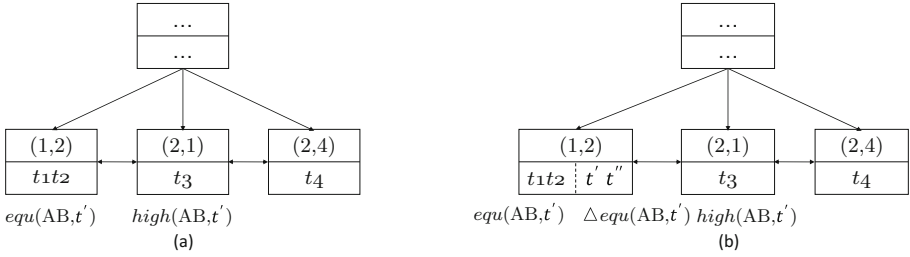 ...
...
(1,2) (2,1) (2,4)
t1t2 t3 t4
equ(AB,t′) high(AB,t′)
(a)
...
...
(1,2) (2,1) (2,4)
t1t2 t′ t″ t3 t4
equ(AB,t′) △equ(AB,t′) high(AB,t′)
(b)